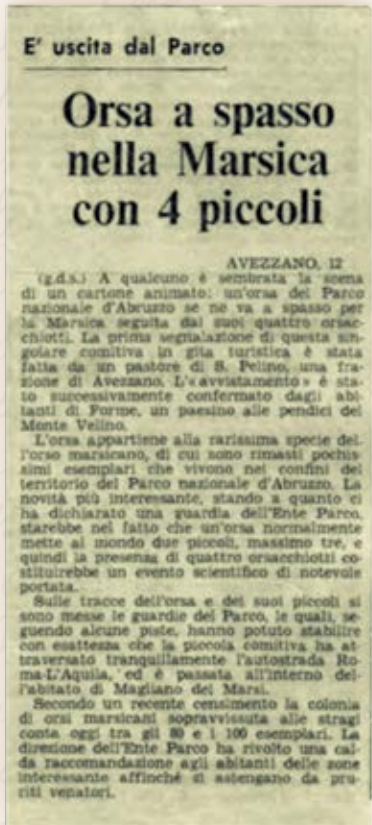 E' uscita dal Parco
Orsa a spasso
nella Marsica
con 4 piccoli
AVEZZANO, 12
(g.d.s.) A qualcuno è sembrata la scena
di un cartone animato: un'orsa del Parco
nazionale d'Abruzzo se ne va a spasso per
la Marsica seguita dai suoi quattro orsac-
chiotti. La prima segnalazione di questa sin-
golare comitiva in gita turistica è stata
fatta da un pastore di S. Pelino, una fra-
zione di Avezzano. L'«avvistamento» è sta-
to successivamente confermato dagli abi-
tanti di Forme, un paesino alle pendici del
Monte Velino.
L'orsa appartiene alla rarissima specie del-
l'orso marsicano, di cui sono rimasti pochis-
simi esemplari che vivono nei confini del
territorio del Parco nazionale d'Abruzzo. La
novità più interessante, stando a quanto ci
ha dichiarato una guardia dell'Ente Parco,
starebbe nel fatto che un'orsa normalmente
mette al mondo due piccoli, massimo tre, e
quindi la presenza di quattro orsacchiotti co-
stituirebbe un evento scientifico di notevole
portata.
Sulle tracce dell'orsa e dei suoi piccoli si
sono messe le guardie del Parco, le quali, se-
guendo alcune piste, hanno potuto stabilire
con esattezza che la piccola comitiva ha at-
traversato tranquillamente l'autostrada Ro-
ma-L'Aquila, ed è passata all'interno del-
l'abitato di Magliano dei Marsi.
Secondo un recente censimento la colonia
di orsi marsicani sopravvissuta alle stragi
conta oggi tra gli 80 e i 100 esemplari. La
direzione dell'Ente Parco ha rivolto una cal-
da raccomandazione agli abitanti delle zone
interessante affinché si astengano da pru-
riti venatori.